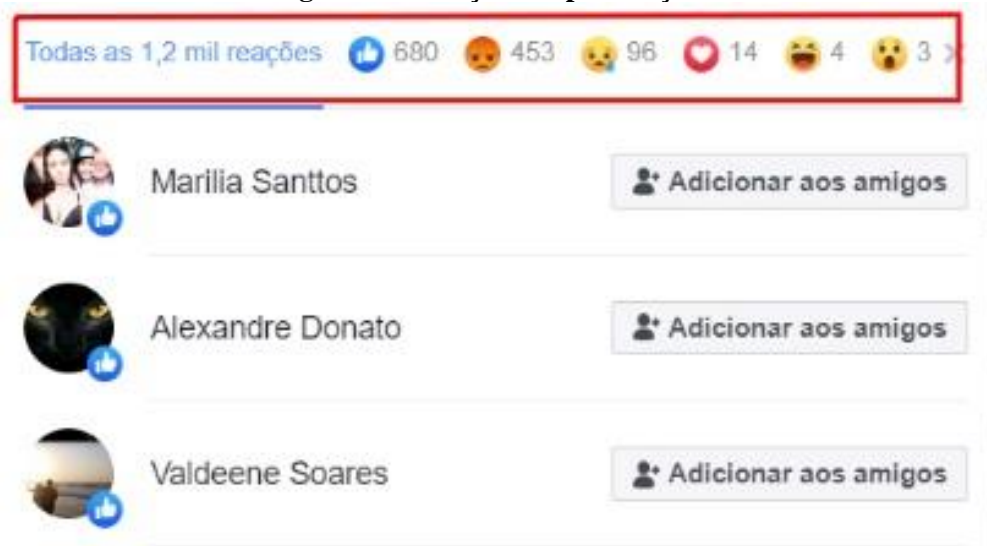 Todas as 1,2 mil reações 680 453 96 14 4 3
Marilia Santtos Adicionar aos amigos
Alexandre Donato Adicionar aos amigos
Valdeene Soares Adicionar aos amigos